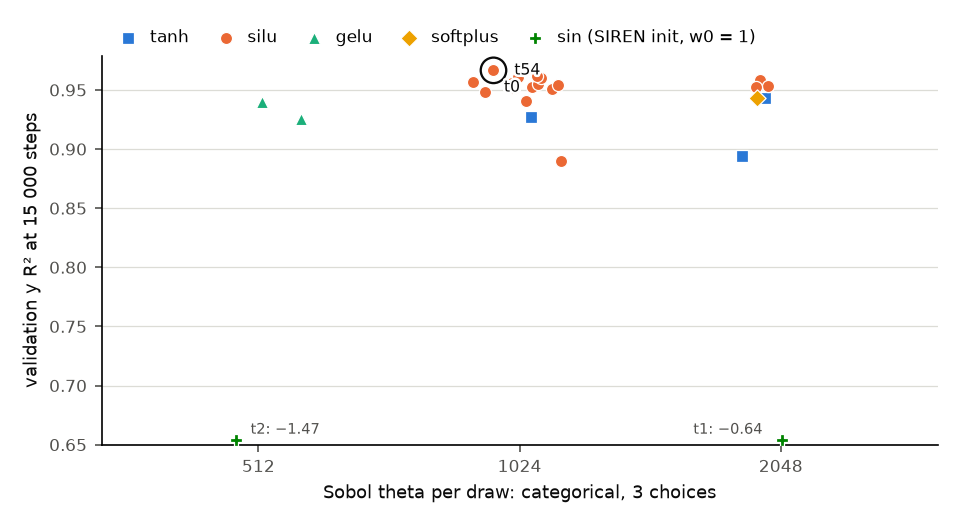 tanh silu gelu softplus sin (SIREN init, w0 = 1)
validation y R² at 15 000 steps
0.95
0.90
0.85
0.80
0.75
0.70
0.65
t54
t0
t2: −1.47
t1: −0.64
512 1024 2048
Sobol theta per draw: categorical, 3 choices